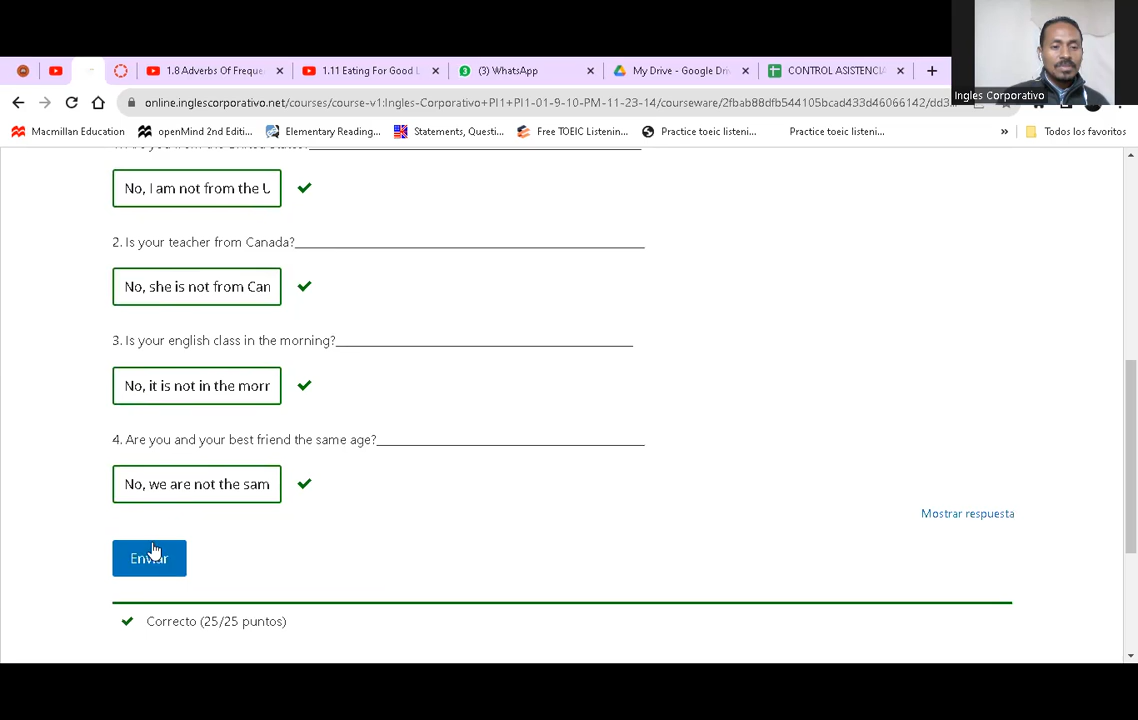 1.8 Adverbs Of Freque
1.11 Eating For Good L
(3) WhatsApp
My Drive - Google Dri
CONTROL ASISTENCIA
Ingles Corporativo
online.inglescorporativo.net/courses/course-v1:Ingles-Corporativo+PI1+PI1-01-9-10-PM-11-23-14/courseware/2fbab88dfb544105bcad433d46066142/dd3...
Macmillan Education
openMind 2nd Editi...
Elementary Reading...
Statements, Questi...
Free TOEIC Listenin...
Practice toeic listeni...
Practice toeic listeni...
»
Todos los favoritos
No, I am not from the U
2. Is your teacher from Canada?
No, she is not from Can
3. Is your english class in the morning?
No, it is not in the morr
4. Are you and your best friend the same age?
No, we are not the sam
Mostrar respuesta
Enviar
Correcto (25/25 puntos)